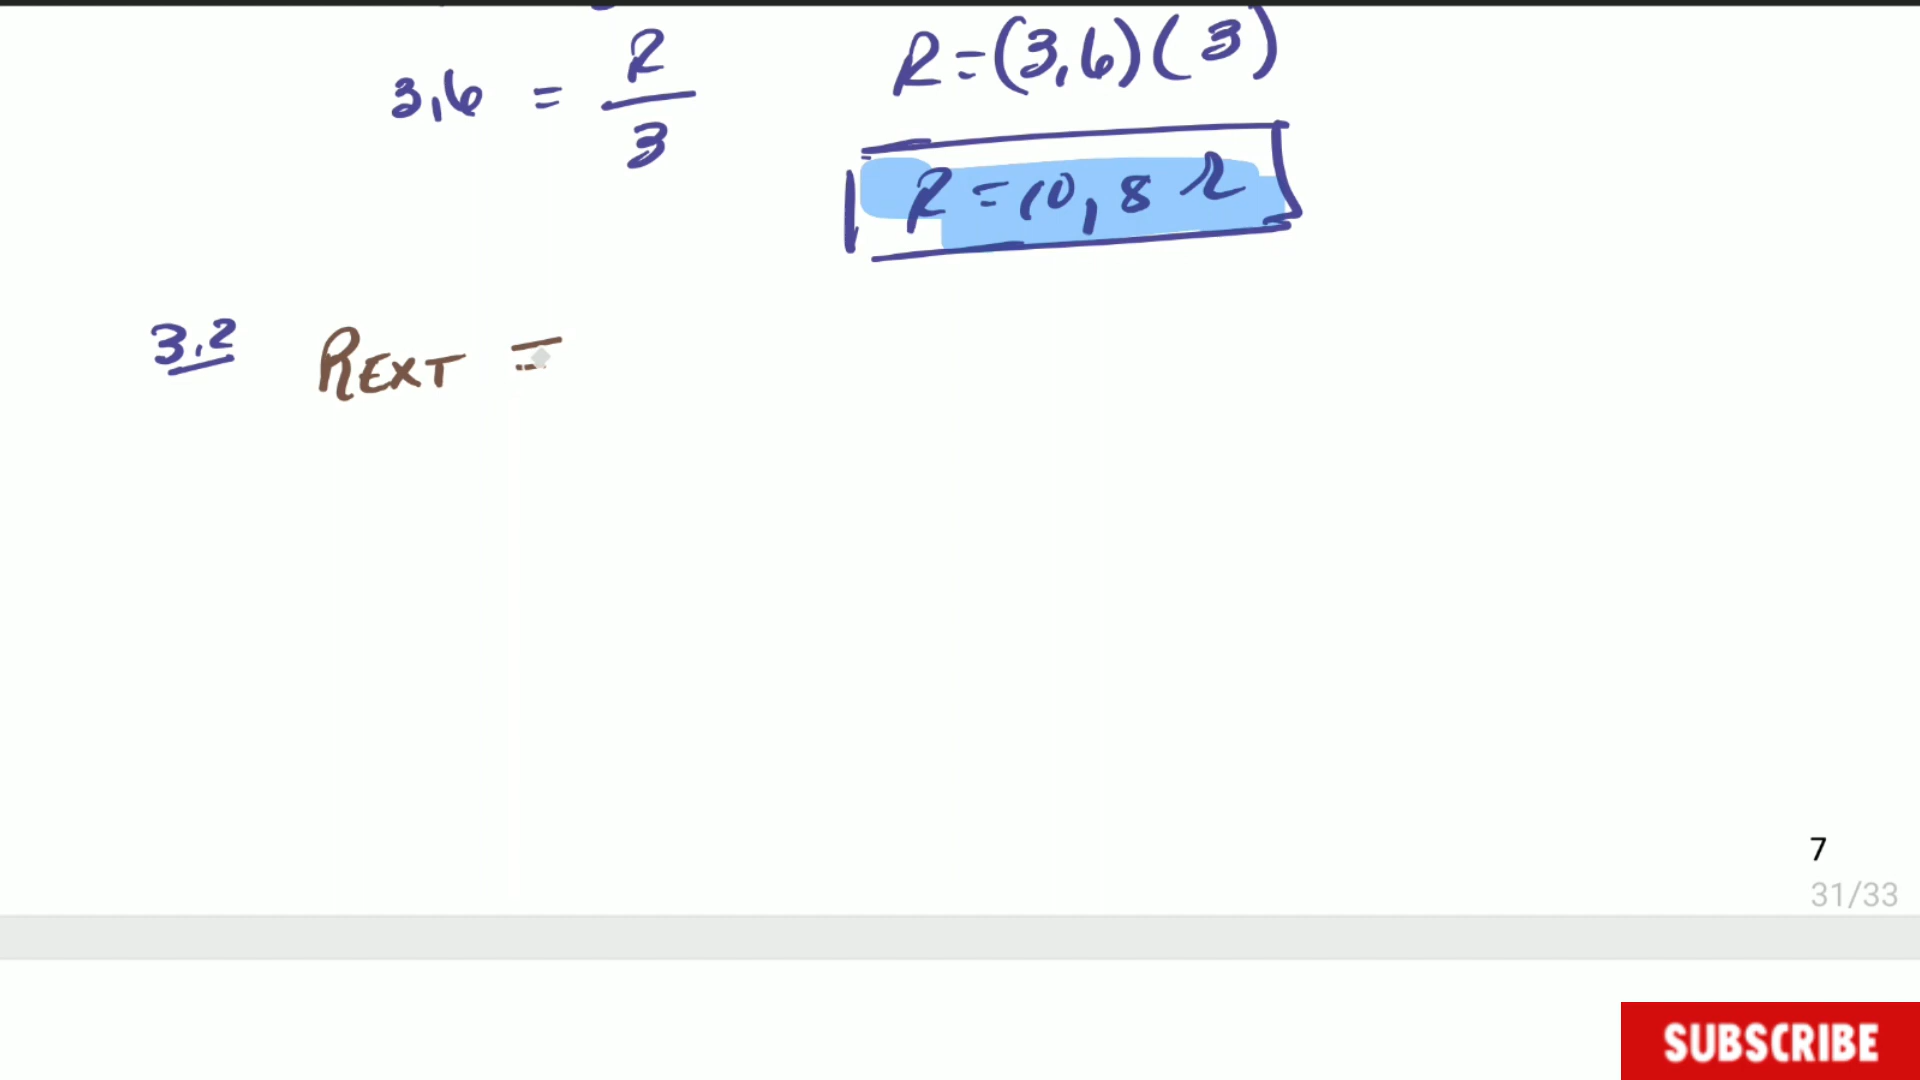 3,6 = R/3
R=(3,6)(3)
R=10,8 Ω
3.2 REXT =
7
31/33
SUBSCRIBE